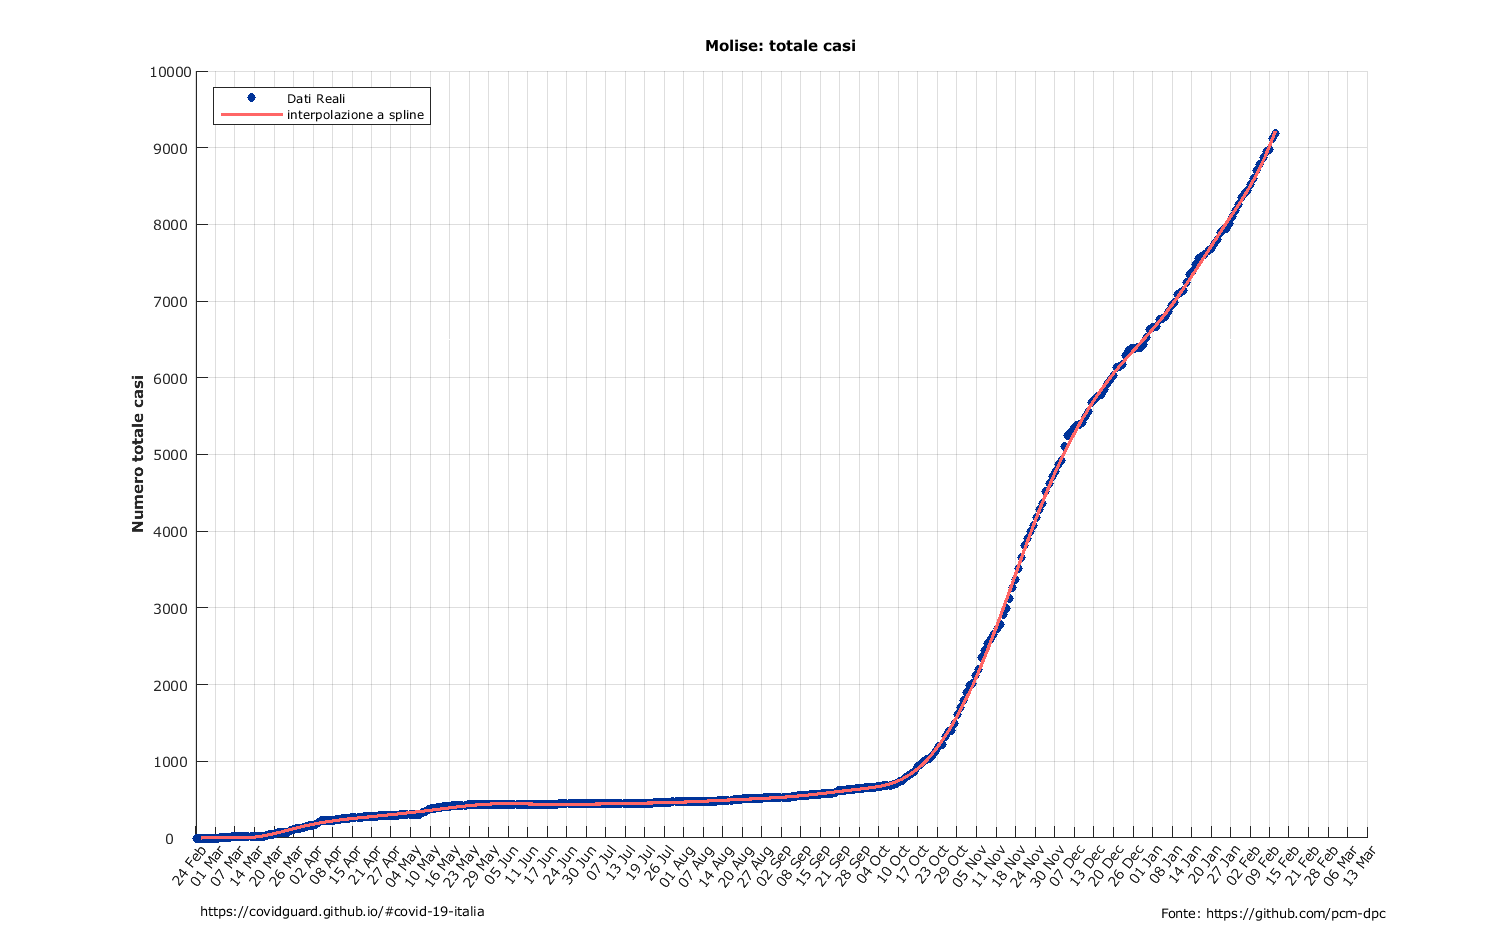 Molise: totale casi
Dati Reali
interpolazione a spline
Numero totale casi
10000
9000
8000
7000
6000
5000
4000
3000
2000
1000
0
24 Feb
01 Mar
07 Mar
14 Mar
20 Mar
26 Mar
02 Apr
08 Apr
15 Apr
21 Apr
27 Apr
04 May
10 May
16 May
23 May
29 May
05 Jun
11 Jun
17 Jun
24 Jun
30 Jun
07 Jul
13 Jul
19 Jul
26 Jul
01 Aug
07 Aug
14 Aug
20 Aug
27 Aug
02 Sep
08 Sep
15 Sep
21 Sep
28 Sep
04 Oct
10 Oct
17 Oct
23 Oct
29 Oct
05 Nov
11 Nov
18 Nov
24 Nov
30 Nov
07 Dec
13 Dec
20 Dec
26 Dec
01 Jan
08 Jan
14 Jan
20 Jan
27 Jan
02 Feb
09 Feb
15 Feb
21 Feb
28 Feb
06 Mar
13 Mar
https://covidguard.github.io/#covid-19-italia
Fonte: https://github.com/pcm-dpc